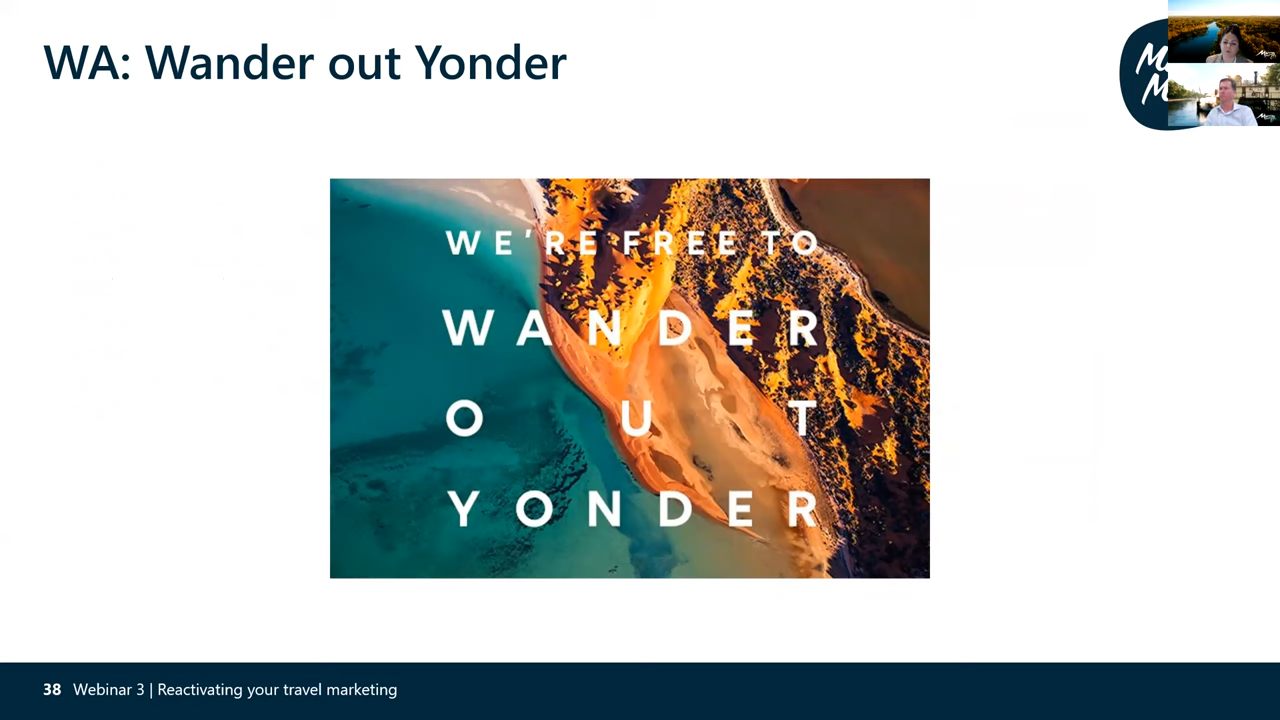 WA: Wander out Yonder
WE'RE FREE TO
WANDER
OUT
YONDER
38 Webinar 3 | Reactivating your travel marketing